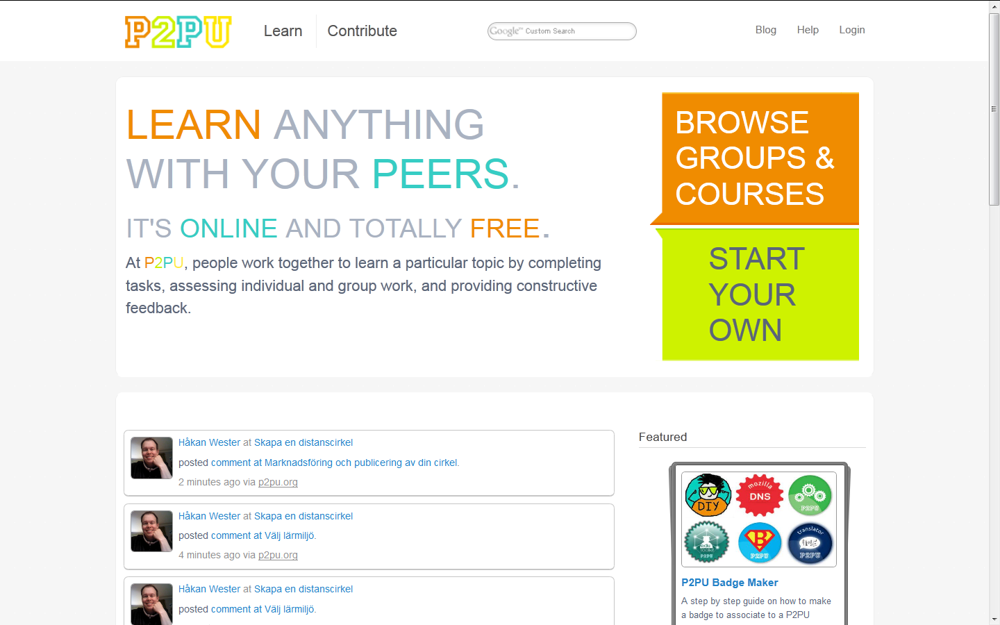 P2PU
Learn
Contribute
Google™ Custom Search
Blog
Help
Login
LEARN ANYTHING
WITH YOUR PEERS.
IT'S ONLINE AND TOTALLY FREE.
At P2PU, people work together to learn a particular topic by completing
tasks, assessing individual and group work, and providing constructive
feedback.
BROWSE
GROUPS &
COURSES
START
YOUR
OWN
Håkan Wester at Skapa en distanscirkel
posted comment at Marknadsföring och publicering av din cirkel.
2 minutes ago via p2pu.org
Håkan Wester at Skapa en distanscirkel
posted comment at Välj lärmiljö.
4 minutes ago via p2pu.org
Håkan Wester at Skapa en distanscirkel
posted comment at Välj lärmiljö.
Featured
DIY
mozilla
DNS
P2PU
edu
toolkit
P2PU
B
P2PU
translator
P2PU
P2PU Badge Maker
A step by step guide on how to make
a badge to associate to a P2PU